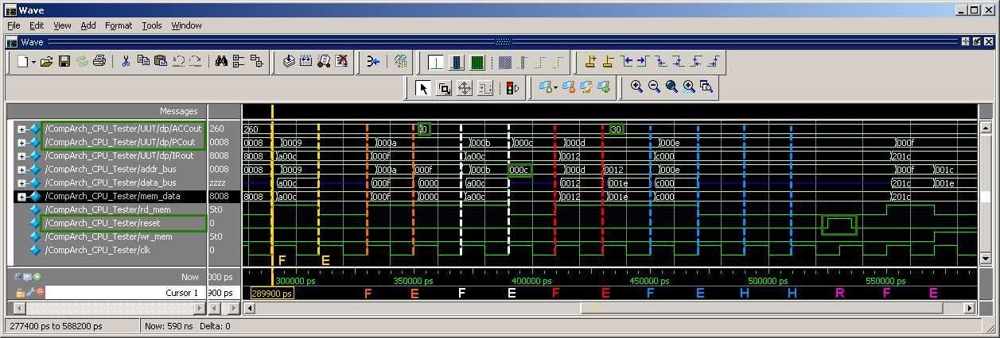 Wave
File Edit View Add Format Tools Window
Wave
Messages
/CompArch_CPU_Tester/UUT/dp/ACCout 260 260 0 30
/CompArch_CPU_Tester/UUT/dp/PCout 0008 0008 0009 000a 000b 000c 000d 000e 000f
/CompArch_CPU_Tester/UUT/dp/IRout 8008 8008 a00c 000f a00c 0012 c000 201c
/CompArch_CPU_Tester/addr_bus 0008 0008 0009 000a 000f 000b 000c 000d 0012 000e 000f 001c
/CompArch_CPU_Tester/data_bus zzzz a00c 000f 0000 a00c 0012 001e c000 201c 001e
/CompArch_CPU_Tester/mem_data 8008 8008 a00c 000f 0000 a00c 0012 001e c000 201c
/CompArch_CPU_Tester/rd_mem St0
/CompArch_CPU_Tester/reset 0
/CompArch_CPU_Tester/wr_mem St0
/CompArch_CPU_Tester/clk 0
F E
Now 000 ps 300000 ps 350000 ps 400000 ps 450000 ps 500000 ps 550000 ps
Cursor 1 900 ps 289900 ps F E F E F E F E H H R F E
277400 ps to 588200 ps Now: 590 ns Delta: 0